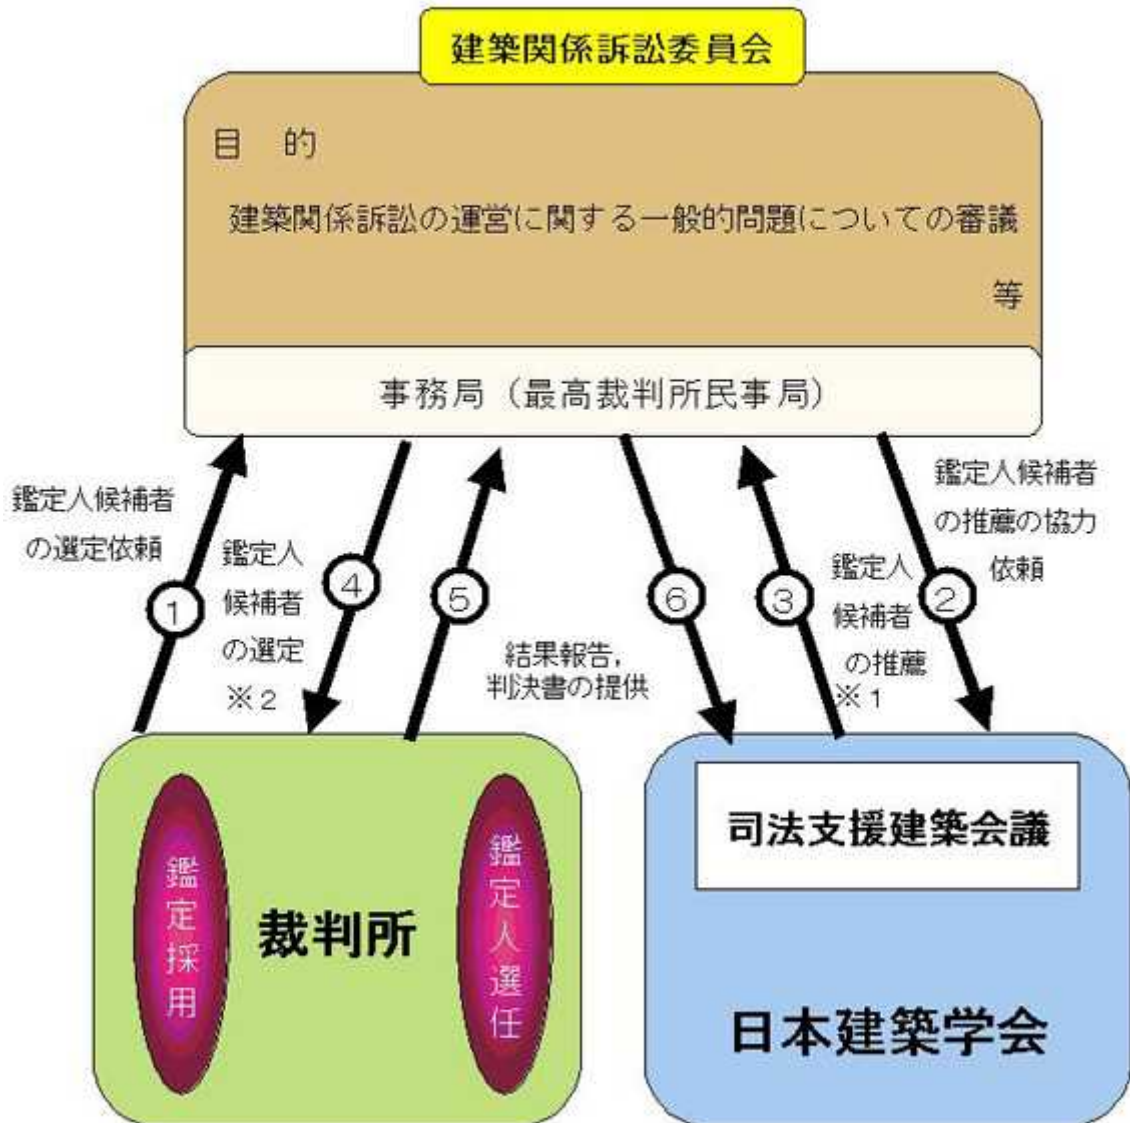 建築関係訴訟委員会
目 的
建築関係訴訟の運営に関する一般的問題についての審議
等
事務局（最高裁判所民事局）
鑑定人候補者
の選定依頼
①
鑑定人
候補者
の選定
※２
④
⑤
結果報告，
判決書の提供
⑥
③
鑑定人
候補者
の推薦
※１
②
鑑定人候補者
の推薦の協力
依頼
鑑定採用
裁判所
鑑定人選任
司法支援建築会議
日本建築学会